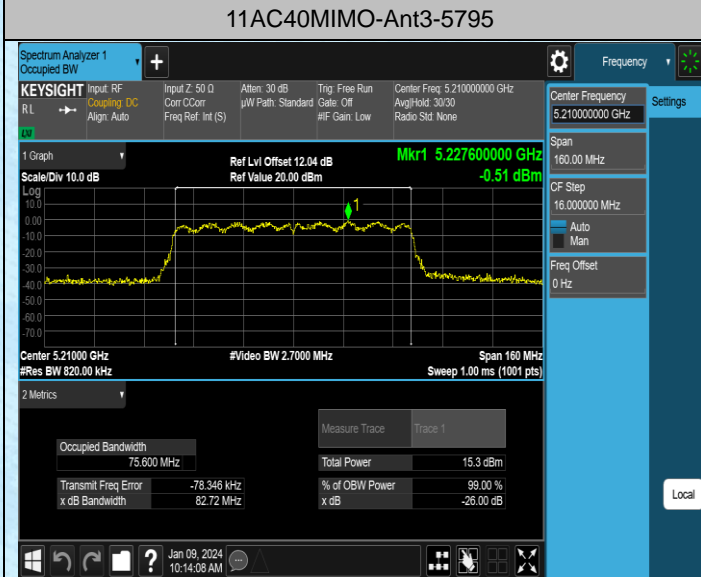 11AC40MIMO-Ant3-5795
Spectrum Analyzer 1
Occupied BW
Frequency
KEYSIGHT
RL
LXI
Input: RF
Coupling: DC
Align: Auto
Input Z: 50 Ω
Corr CCorr
Freq Ref: Int (S)
Atten: 30 dB
µW Path: Standard
Trig: Free Run
Gate: Off
#IF Gain: Low
Center Freq: 5.210000000 GHz
Avg|Hold: 30/30
Radio Std: None
Center Frequency
5.210000000 GHz
Settings
Span
160.00 MHz
CF Step
16.000000 MHz
Auto
Man
Freq Offset
0 Hz
Local
1 Graph
Scale/Div 10.0 dB
Ref Lvl Offset 12.04 dB
Ref Value 20.00 dBm
Mkr1 5.227600000 GHz
-0.51 dBm
Log
10.0
0.00
-10.0
-20.0
-30.0
-40.0
-50.0
-60.0
-70.0
1
Center 5.21000 GHz
#Video BW 2.7000 MHz
Span 160 MHz
#Res BW 820.00 kHz
Sweep 1.00 ms (1001 pts)
2 Metrics
Measure Trace
Trace 1
Occupied Bandwidth
75.600 MHz
Total Power
15.3 dBm
Transmit Freq Error
-78.346 kHz
% of OBW Power
99.00 %
x dB Bandwidth
82.72 MHz
x dB
-26.00 dB
Jan 09, 2024
10:14:08 AM